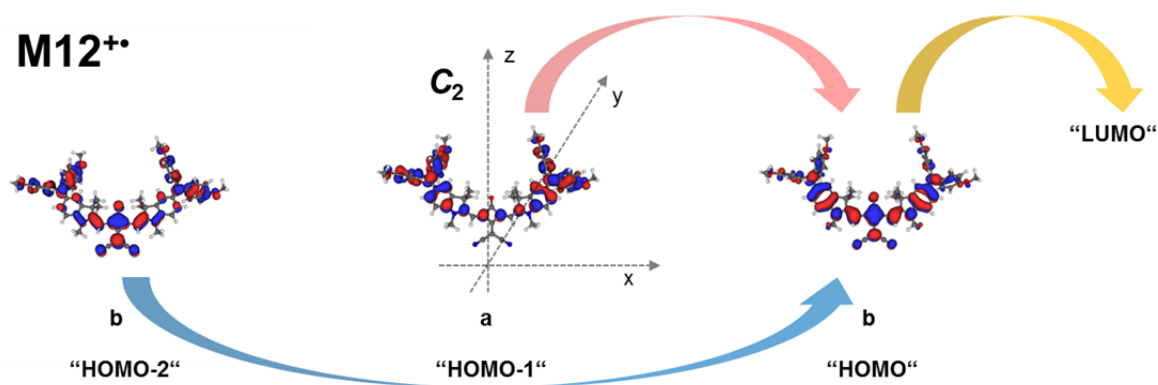 M12⁺•
C₂
z
y
x
"LUMO"
b
a
b
"HOMO-2"
"HOMO-1"
"HOMO"